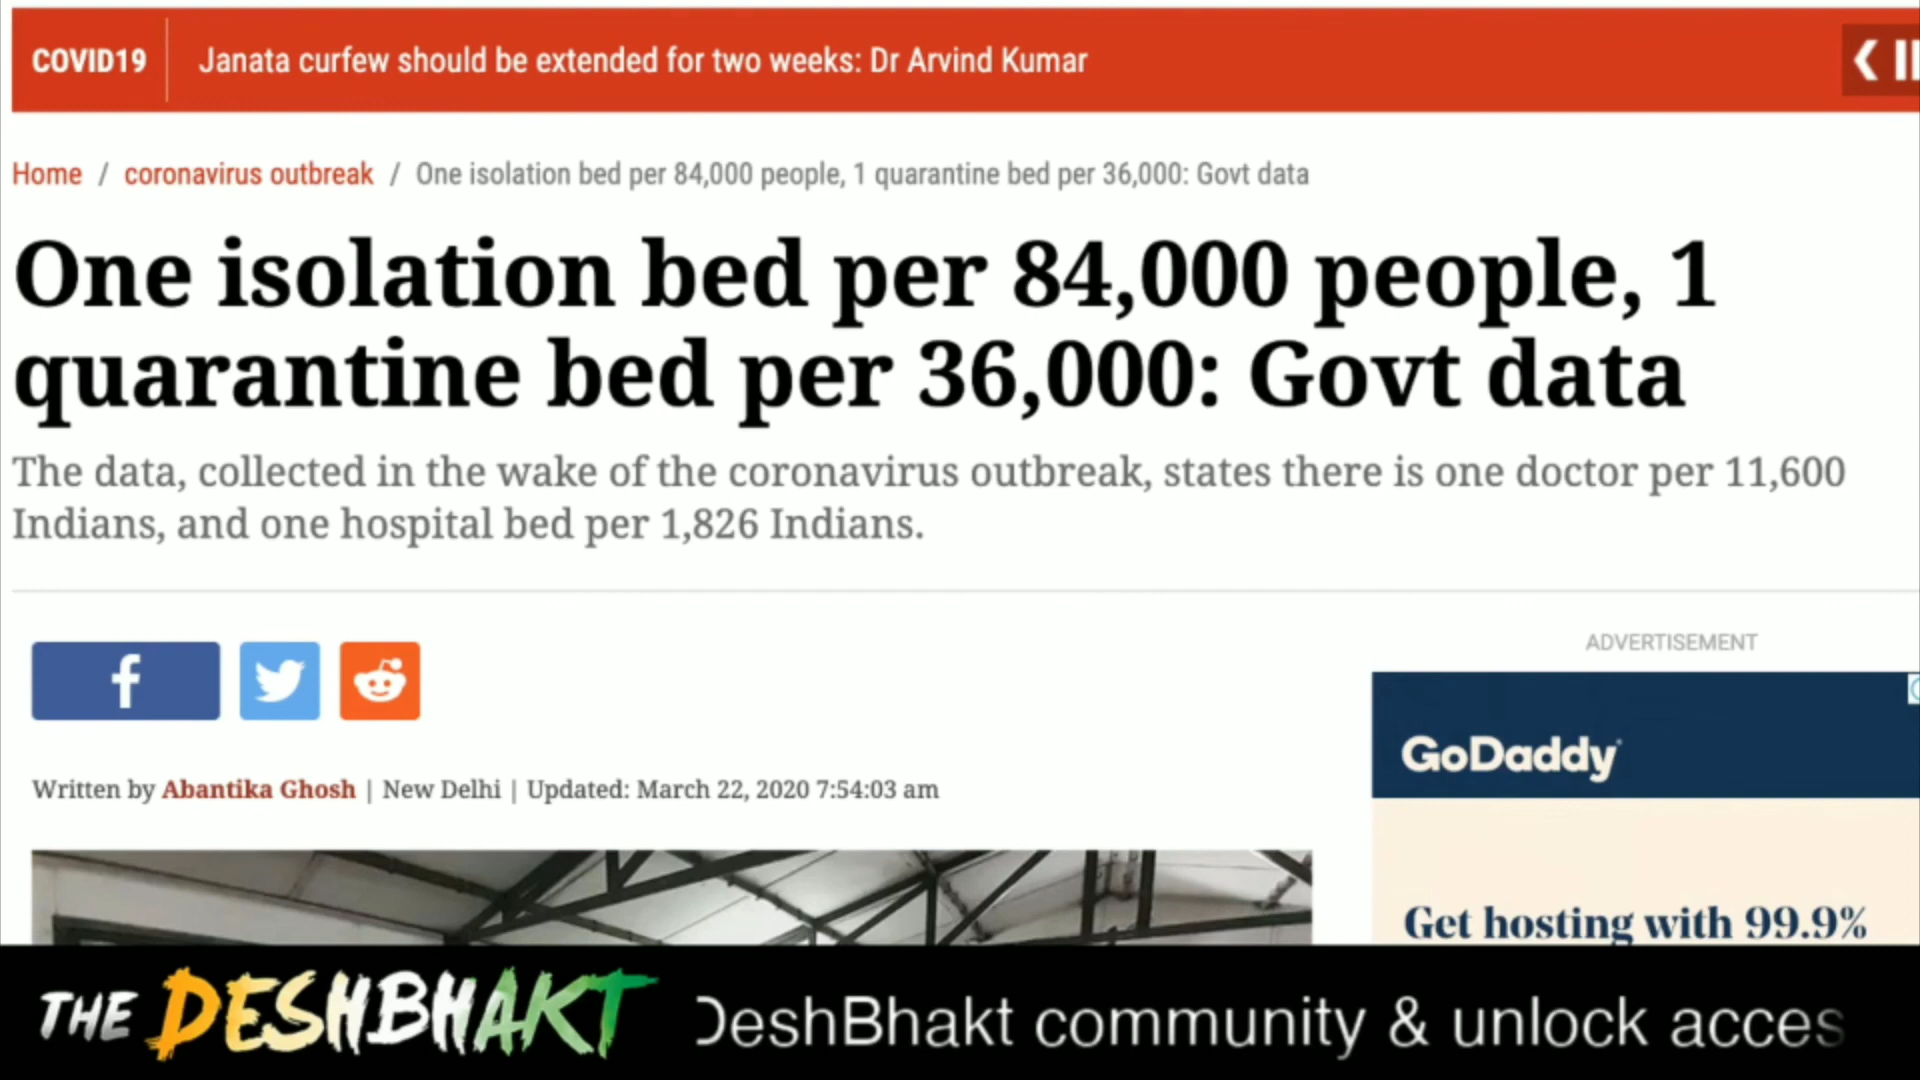 COVID19 Janata curfew should be extended for two weeks: Dr Arvind Kumar
Home / coronavirus outbreak / One isolation bed per 84,000 people, 1 quarantine bed per 36,000: Govt data
One isolation bed per 84,000 people, 1
quarantine bed per 36,000: Govt data
The data, collected in the wake of the coronavirus outbreak, states there is one doctor per 11,600
Indians, and one hospital bed per 1,826 Indians.
ADVERTISEMENT
GoDaddy
Written by Abantika Ghosh | New Delhi | Updated: March 22, 2020 7:54:03 am
Get hosting with 99.9%
THE DESHBHAKT DeshBhakt community & unlock acces